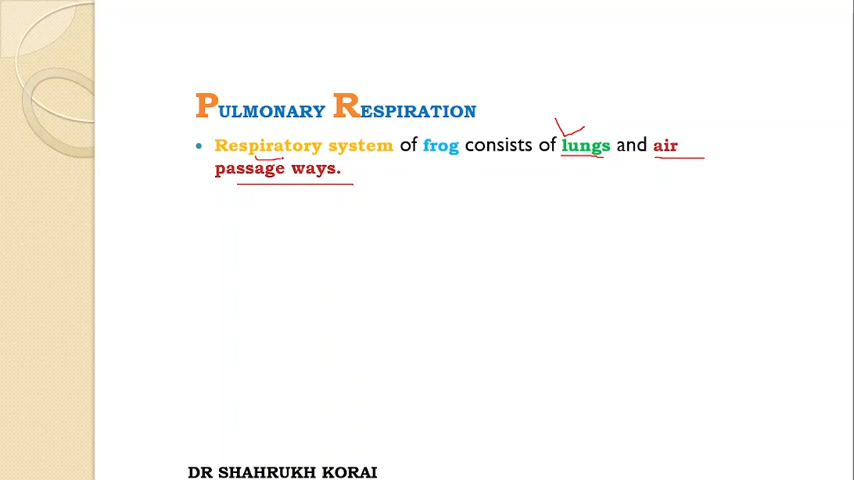 PULMONARY RESPIRATION
• Respiratory system of frog consists of lungs and air
passage ways.
DR SHAHRUKH KORAI